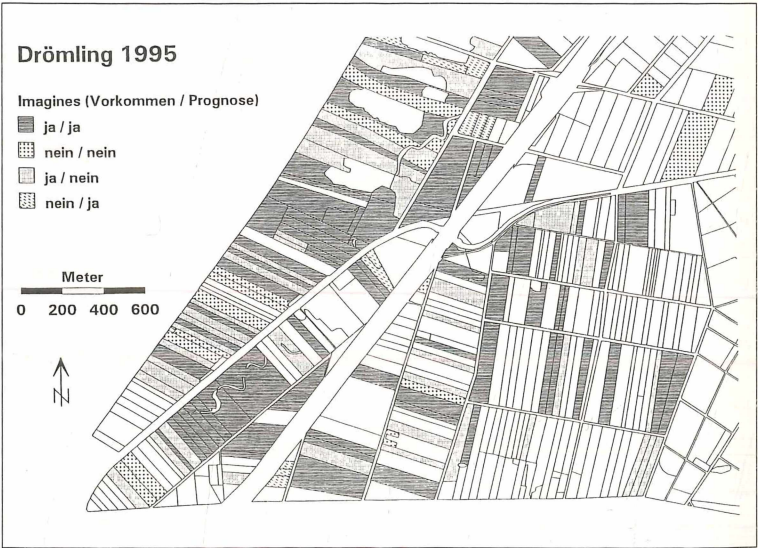 Drömling 1995
Imagines (Vorkommen / Prognose)
ja / ja
nein / nein
ja / nein
nein / ja
Meter
0 200 400 600
N